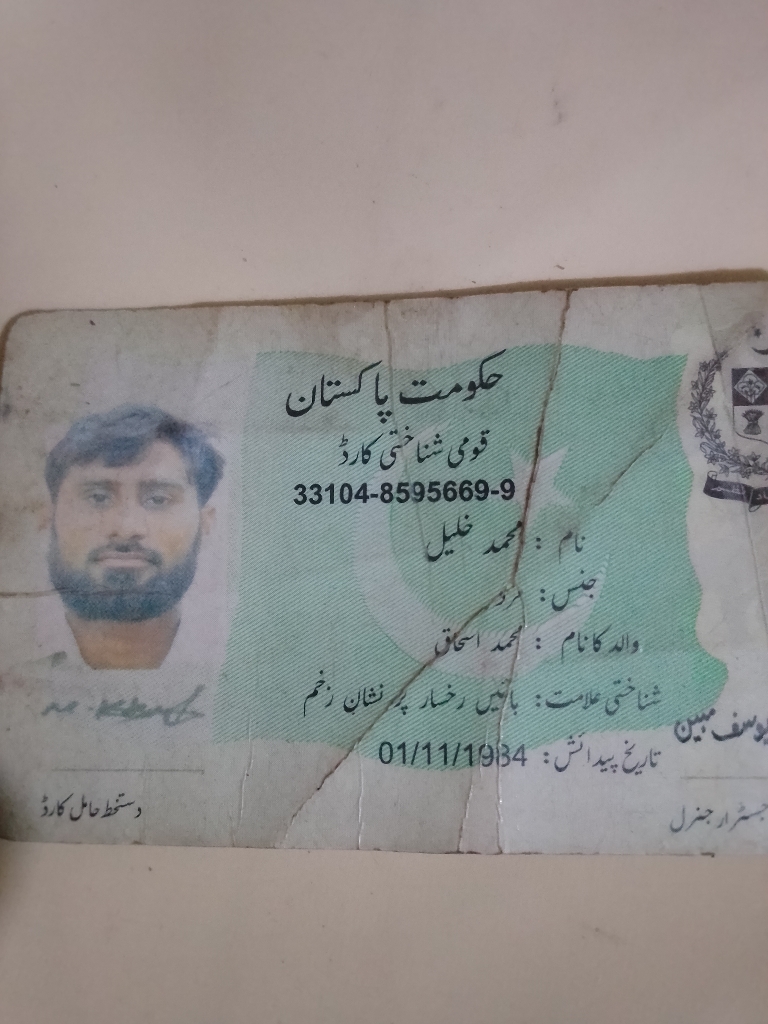 حکومت پاکستان
قومی شناختی کارڈ
33104-8595669-9
نام : محمد خلیل
جنس: مرد
والد کا نام : محمد اسحاق
شناختی علامت: بائیں رخسار پر نشان زخم
تاریخ پیدائش: 01/11/1984
دستخط حامل کارڈ
یوسف مبین
جسٹرار جنرل